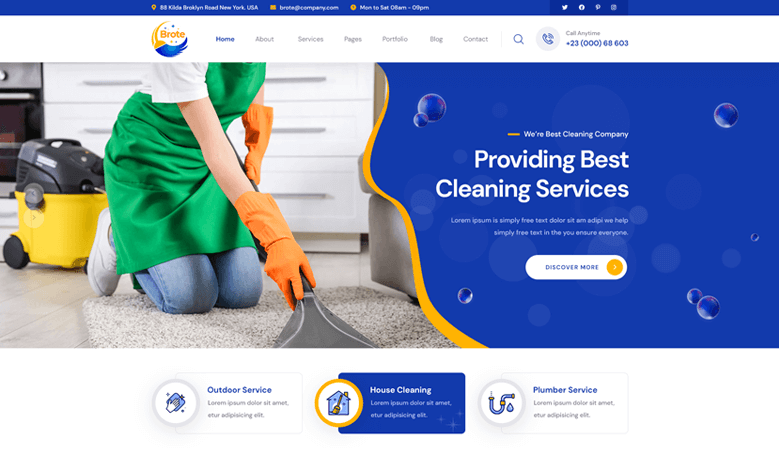 88 Kilda Broklyn Road New York, USA
brote@company.com
Mon to Sat 08am - 09pm
Brote
Home
About
Services
Pages
Portfolio
Blog
Contact
Call Anytime
+23 (000) 68 603
We're Best Cleaning Company
Providing Best
Cleaning Services
Lorem ipsum is simply free text dolor sit am adipi we help
simply free text in the you ensure everyone.
DISCOVER MORE
Outdoor Service
Lorem ipsum dolor sit amet,
etur adipisicing elit.
House Cleaning
Lorem ipsum dolor sit amet,
etur adipisicing elit.
Plumber Service
Lorem ipsum dolor sit amet,
etur adipisicing elit.